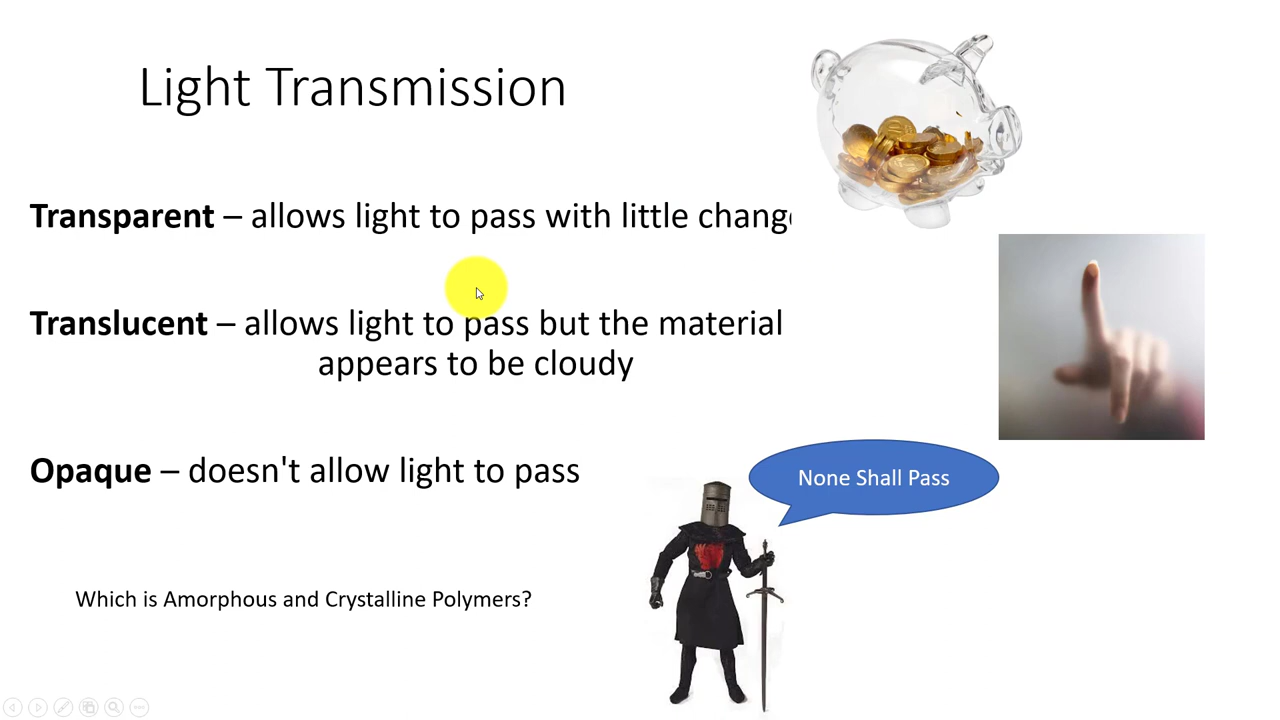 Light Transmission
Transparent – allows light to pass with little change
Translucent – allows light to pass but the material
appears to be cloudy
Opaque – doesn't allow light to pass
None Shall Pass
Which is Amorphous and Crystalline Polymers?